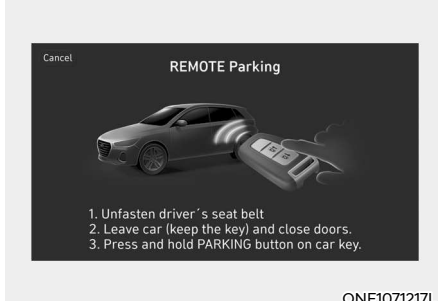 Cancel
REMOTE Parking
1. Unfasten driver´s seat belt
2. Leave car (keep the key) and close doors.
3. Press and hold PARKING button on car key.
ONE1071217L